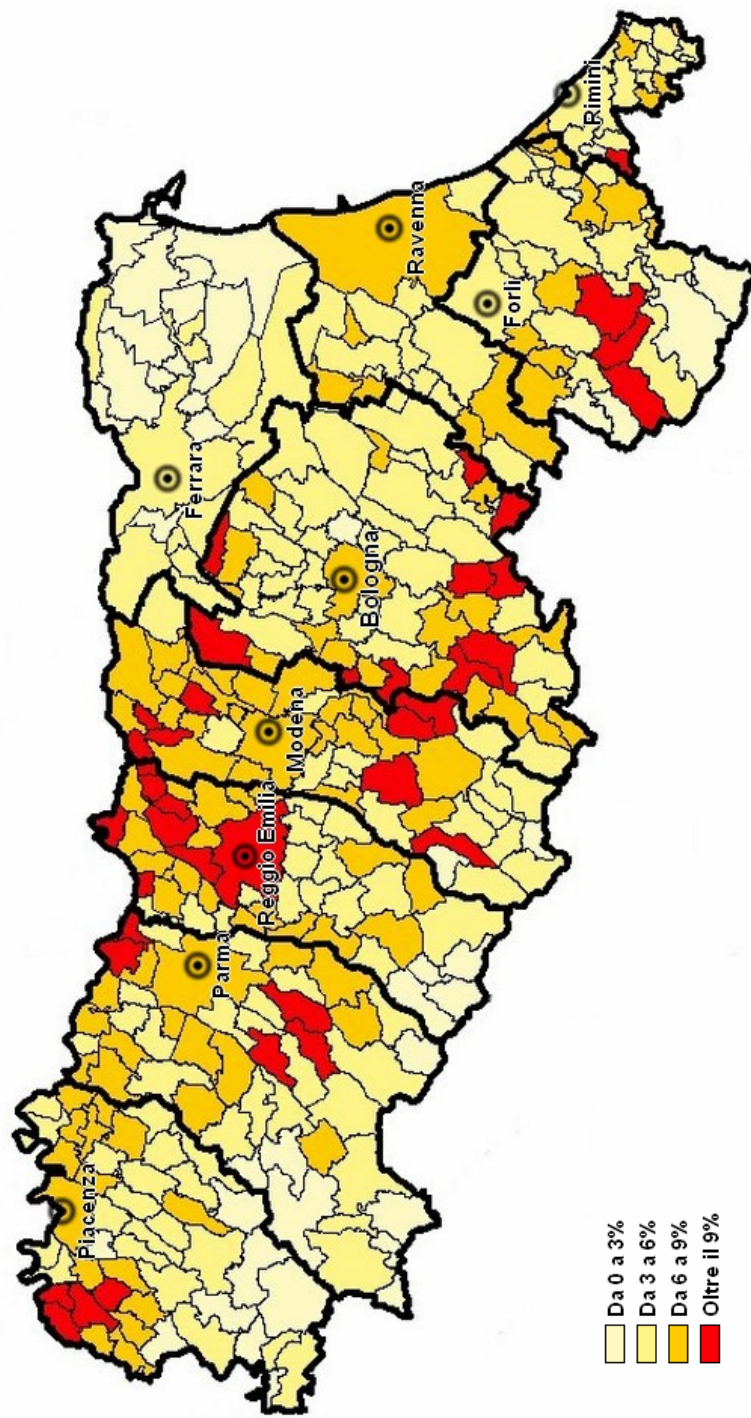 Piacenza
Parma
Reggio Emilia
Modena
Bologna
Ferrara
Ravenna
Forlì
Rimini
Da 0 a 3%
Da 3 a 6%
Da 6 a 9%
Oltre il 9%